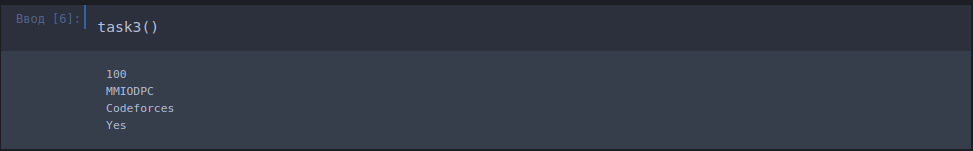 Ввод [6]:
task3()
100
MMIODPC
Codeforces
Yes